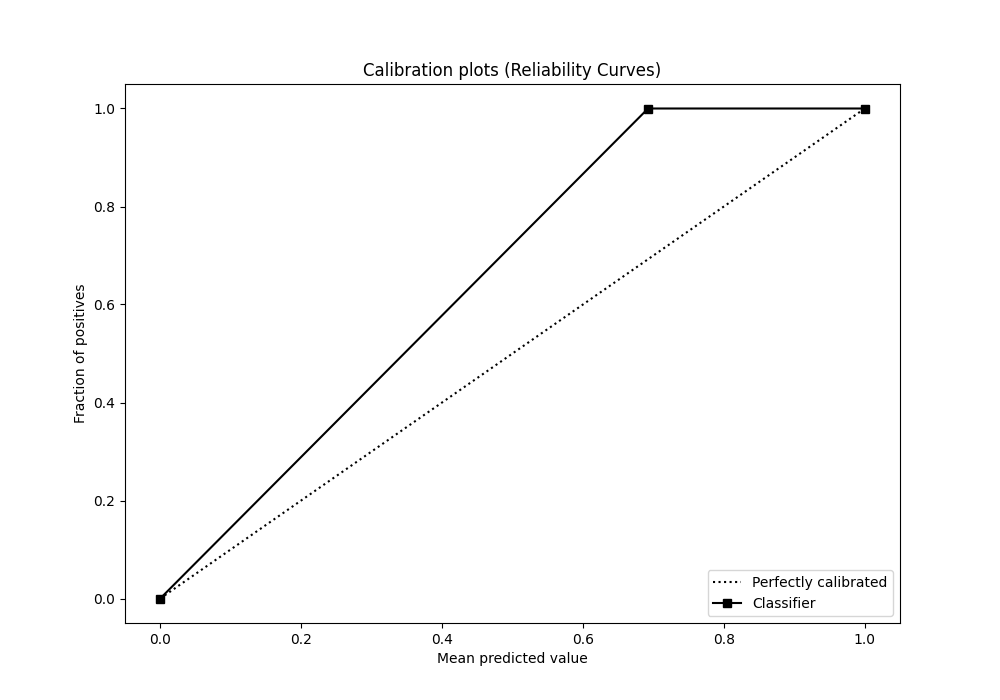 Calibration plots (Reliability Curves)
1.0
0.8
0.6
0.4
0.2
0.0
Fraction of positives
Perfectly calibrated
Classifier
0.0 0.2 0.4 0.6 0.8 1.0
Mean predicted value